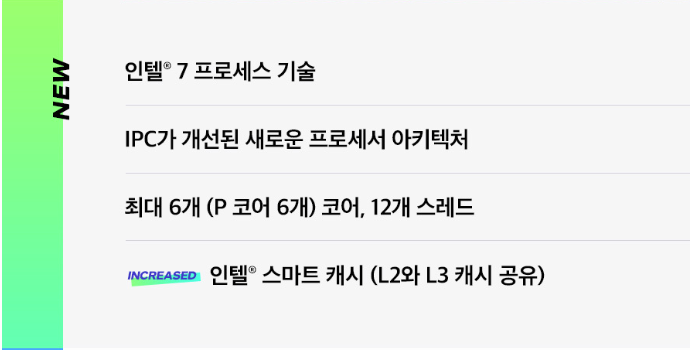 NEW
인텔® 7 프로세스 기술
IPC가 개선된 새로운 프로세서 아키텍처
최대 6개 (P 코어 6개) 코어, 12개 스레드
INCREASED 인텔® 스마트 캐시 (L2와 L3 캐시 공유)